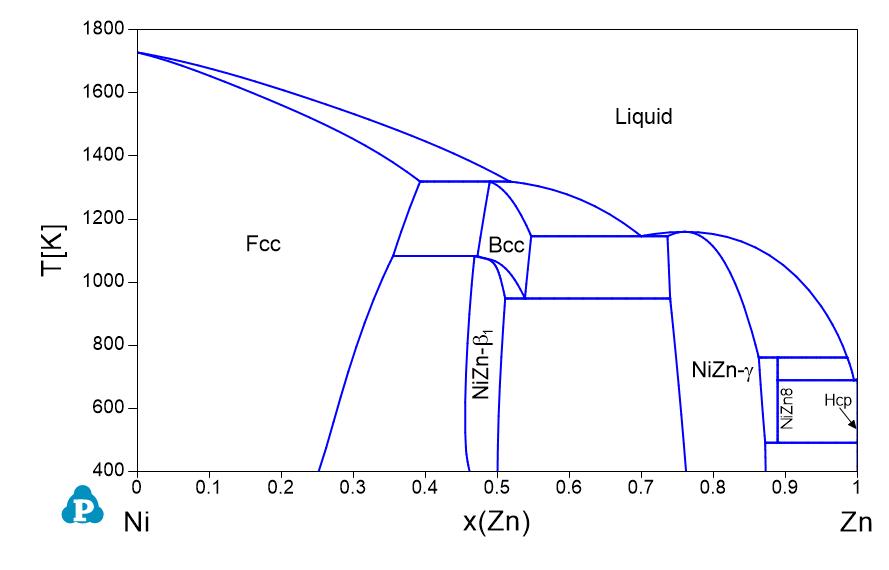 1800
1600
1400
1200
1000
800
600
400
T[K]
Liquid
Fcc
Bcc
NiZn-β₁
NiZn-γ
NiZn8
Hcp
0 0.1 0.2 0.3 0.4 0.5 0.6 0.7 0.8 0.9 1
Ni x(Zn) Zn
P